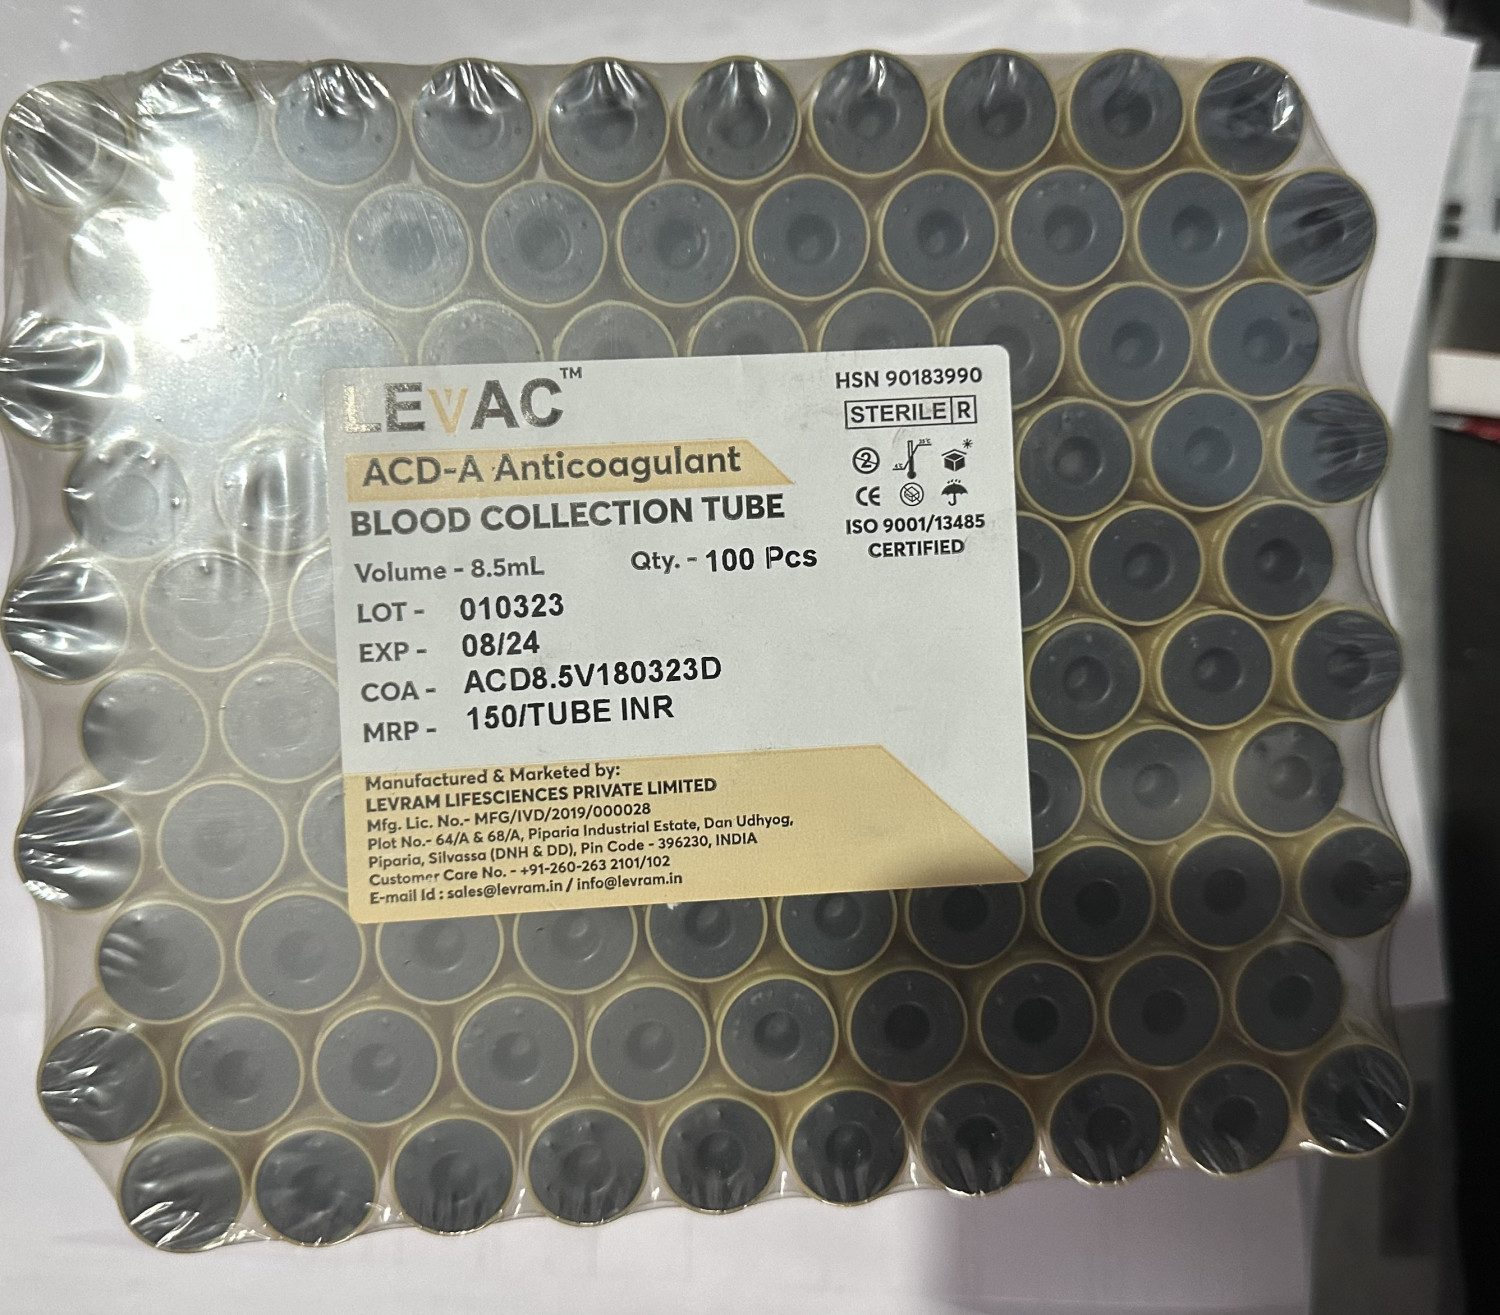 LEVAC™
ACD-A Anticoagulant
BLOOD COLLECTION TUBE
Volume - 8.5mL Qty. - 100 Pcs
LOT - 010323
EXP - 08/24
COA - ACD8.5V180323D
MRP - 150/TUBE INR
HSN 90183990
STERILE R
2
CE
ISO 9001/13485
CERTIFIED
Manufactured & Marketed by:
LEVRAM LIFESCIENCES PRIVATE LIMITED
Mfg. Lic. No.- MFG/IVD/2019/000028
Plot No.- 64/A & 68/A, Piparia Industrial Estate, Dan Udhyog,
Piparia, Silvassa (DNH & DD), Pin Code - 396230, INDIA
Customer Care No. - +91-260-263 2101/102
E-mail Id : sales@levram.in / info@levram.in